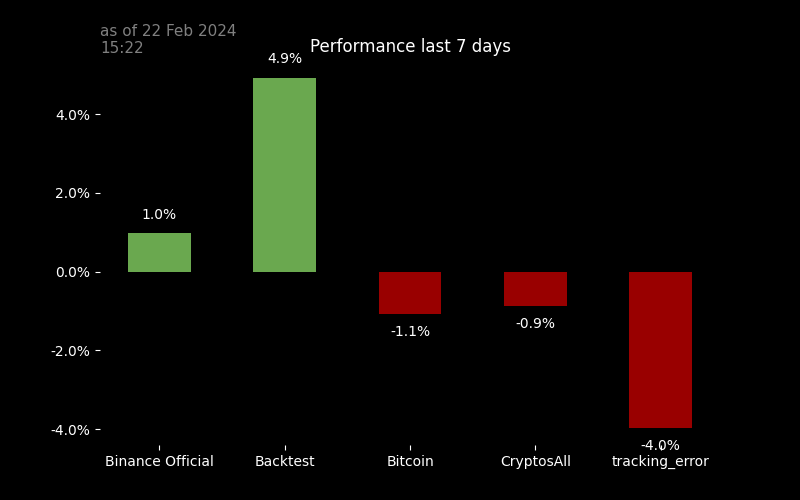 as of 22 Feb 2024
15:22
Performance last 7 days
4.9%
4.0%
2.0%
1.0%
0.0%
-1.1%
-0.9%
-2.0%
-4.0%
-4.0%
Binance Official
Backtest
Bitcoin
CryptosAll
tracking_error